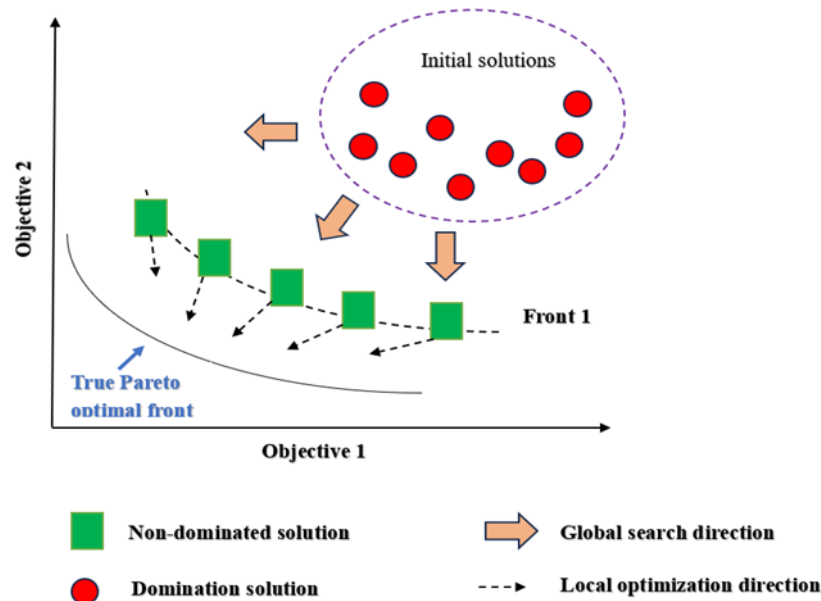 Initial solutions
Objective 2
Front 1
True Pareto
optimal front
Objective 1
Non-dominated solution
Global search direction
Domination solution
Local optimization direction